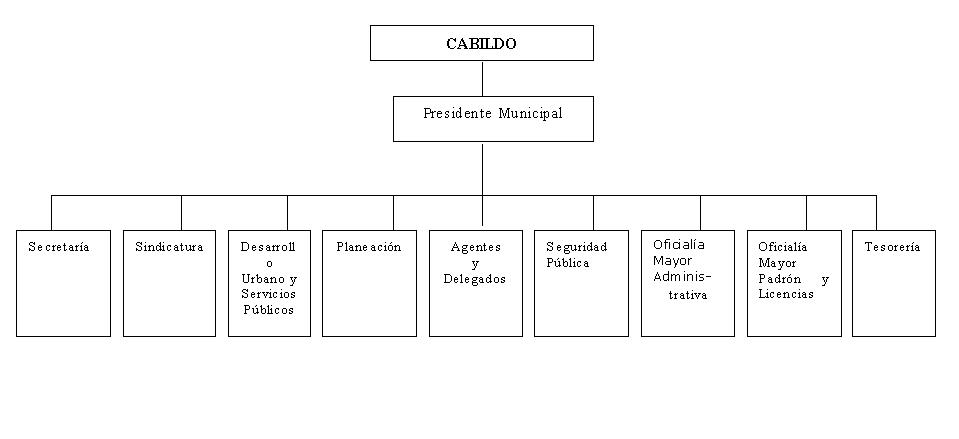 CABILDO
Presidente Municipal
Secretaría
Sindicatura
Desarroll
o
Urbano y
Servicios
Públicos
Planeación
Agentes
y
Delegados
Seguridad
Pública
Oficialía
Mayor
Adminis-
trativa
Oficialía
Mayor
Padrón y
Licencias
Tesorería